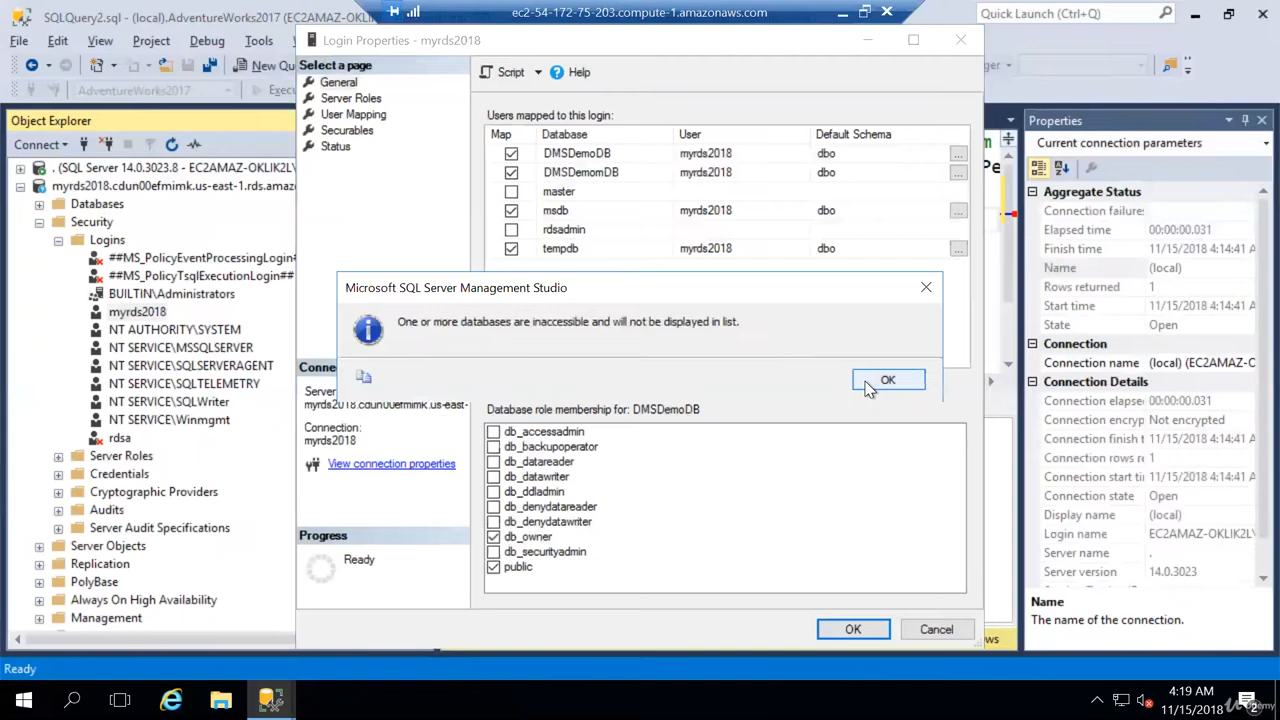 SQLQuery2.sql - (local).AdventureWorks2017 (
ec2-54-172-75-203.compute-1.amazonaws.com
Quick Launch (Ctrl+Q)
File Edit View Project Debug Tools
New Qu
AdventureWorks2017
Execu
Object Explorer
Connect
. (SQL Server 14.0.3023.8 - EC2AMAZ-OKLIK2LY
myrds2018.cdun00efmimk.us-east-1.rds.amaz
Databases
Security
Logins
##MS_PolicyEventProcessingLogin##
##MS_PolicyTsqlExecutionLogin##
BUILTIN\Administrators
myrds2018
NT AUTHORITY\SYSTEM
NT SERVICE\MSSQLSERVER
NT SERVICE\SQLSERVERAGENT
NT SERVICE\SQLTELEMETRY
NT SERVICE\SQLWriter
NT SERVICE\Winmgmt
rdsa
Server Roles
Credentials
Cryptographic Providers
Audits
Server Audit Specifications
Server Objects
Replication
PolyBase
Always On High Availability
Management
Login Properties - myrds2018
Select a page
General
Server Roles
User Mapping
Securables
Status
Script Help
Users mapped to this login:
Map Database User Default Schema
DMSDemoDB myrds2018 dbo ...
DMSDemomDB myrds2018 dbo ...
master
msdb myrds2018 dbo ...
rdsadmin
tempdb myrds2018 dbo ...
Microsoft SQL Server Management Studio
One or more databases are inaccessible and will not be displayed in list.
OK
Conne
Server
myrds2018.cdun00efmimk.us-east-
Connection:
myrds2018
View connection properties
Progress
Ready
Database role membership for: DMSDemoDB
db_accessadmin
db_backupoperator
db_datareader
db_datawriter
db_ddladmin
db_denydatareader
db_denydatawriter
db_owner
db_securityadmin
public
OK Cancel
Properties
Current connection parameters
Aggregate Status
Connection failures
Elapsed time 00:00:00.031
Finish time 11/15/2018 4:14:41 A
Name (local)
Rows returned 1
Start time 11/15/2018 4:14:41 A
State Open
Connection
Connection name (local) (EC2AMAZ-O
Connection Details
Connection elapse 00:00:00.031
Connection encryp Not encrypted
Connection finish t 11/15/2018 4:14:41 A
Connection rows r 1
Connection start ti 11/15/2018 4:14:41 A
Connection state Open
Display name (local)
Login name EC2AMAZ-OKLIK2LY
Server name .
Server version 14.0.3023
Name
The name of the connection.
ws
Ready
4:19 AM
11/15/2018
2
Udemy